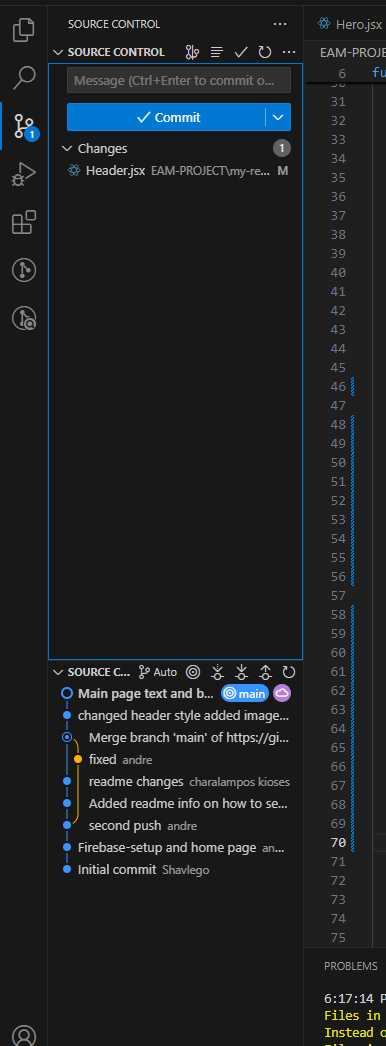 SOURCE CONTROL
SOURCE CONTROL
Message (Ctrl+Enter to commit o...
Commit
Changes 1
Header.jsx EAM-PROJECT\my-re... M
1
SOURCE C... Auto
Main page text and b... main
changed header style added image...
Merge branch 'main' of https://gi...
fixed andre
readme changes charalampos kioses
Added readme info on how to se...
second push andre
Firebase-setup and home page an...
Initial commit Shavlego
Hero.jsx
EAM-PROJE
6 fu
31
32
33
34
35
36
37
38
39
40
41
42
43
44
45
46
47
48
49
50
51
52
53
54
55
56
57
58
59
60
61
62
63
64
65
66
67
68
69
70
71
72
73
74
75
PROBLEMS
6:17:14 P
Files in
Instead o